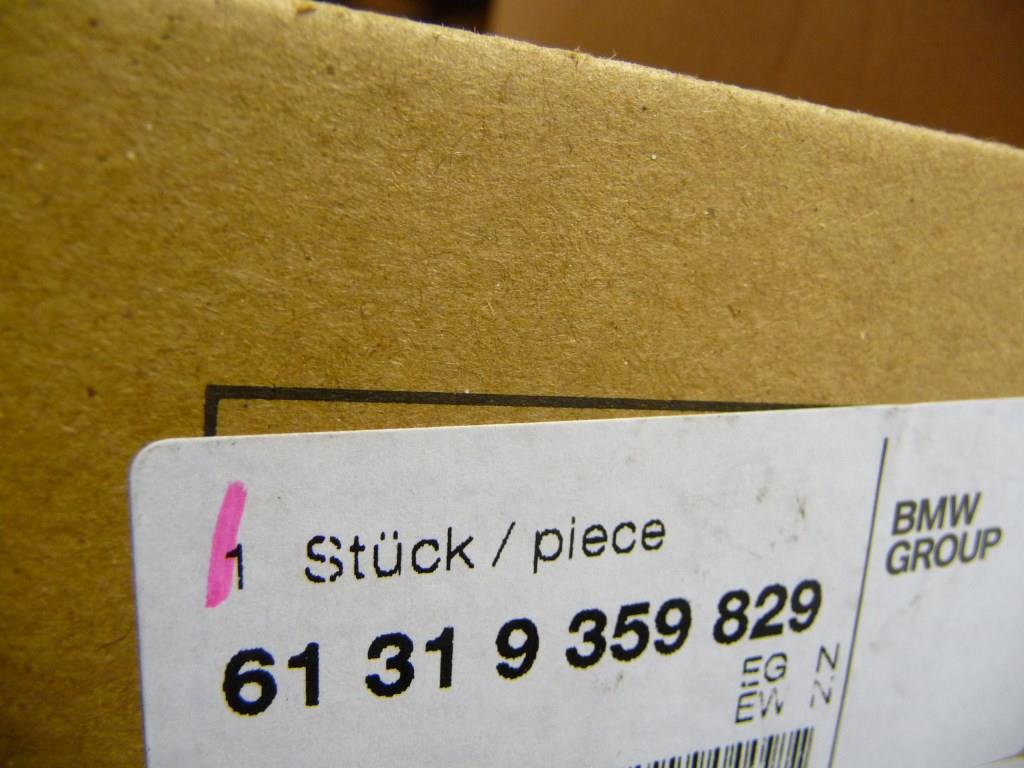 1 Stück / piece
61 31 9 359 829
EG N
EW N
BMW
GROUP